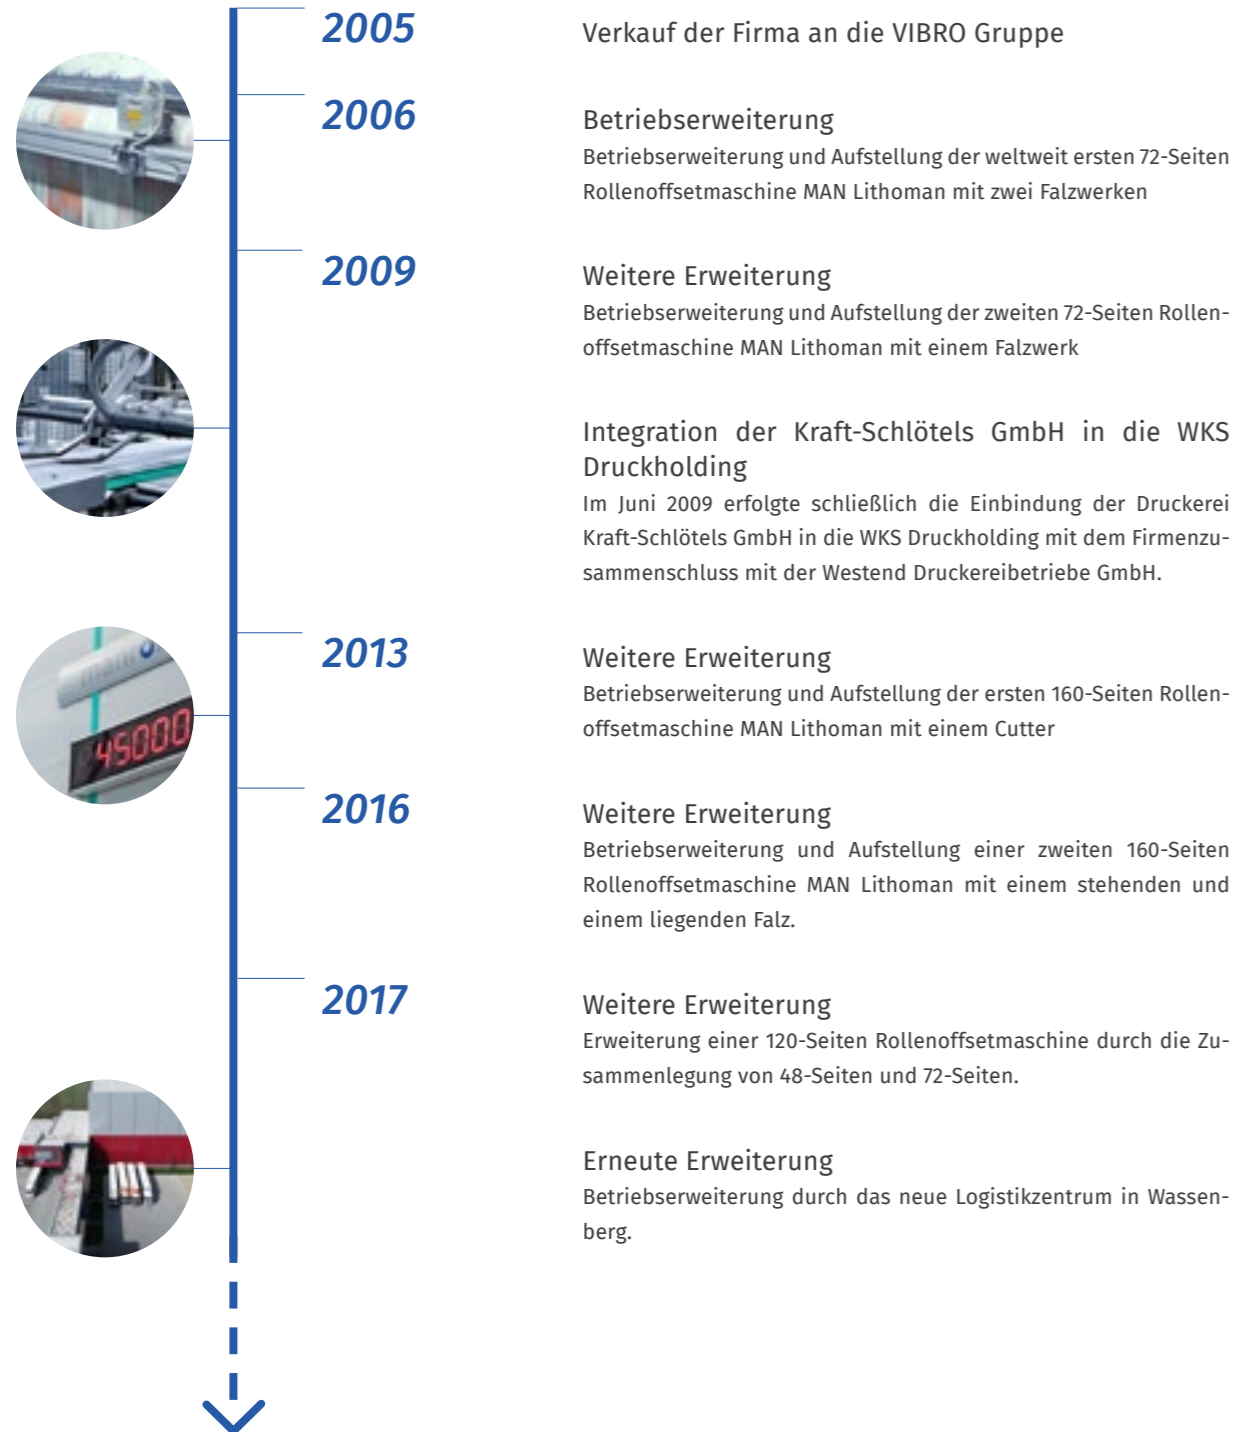 2005
Verkauf der Firma an die VIBRO Gruppe
2006
Betriebserweiterung
Betriebserweiterung und Aufstellung der weltweit ersten 72-Seiten
Rollenoffsetmaschine MAN Lithoman mit zwei Falzwerken
2009
Weitere Erweiterung
Betriebserweiterung und Aufstellung der zweiten 72-Seiten Rollen-
offsetmaschine MAN Lithoman mit einem Falzwerk
Integration der Kraft-Schlötels GmbH in die WKS
Druckholding
Im Juni 2009 erfolgte schließlich die Einbindung der Druckerei
Kraft-Schlötels GmbH in die WKS Druckholding mit dem Firmenzu-
sammenschluss mit der Westend Druckereibetriebe GmbH.
45000
2013
Weitere Erweiterung
Betriebserweiterung und Aufstellung der ersten 160-Seiten Rollen-
offsetmaschine MAN Lithoman mit einem Cutter
2016
Weitere Erweiterung
Betriebserweiterung und Aufstellung einer zweiten 160-Seiten
Rollenoffsetmaschine MAN Lithoman mit einem stehenden und
einem liegenden Falz.
2017
Weitere Erweiterung
Erweiterung einer 120-Seiten Rollenoffsetmaschine durch die Zu-
sammenlegung von 48-Seiten und 72-Seiten.
Erneute Erweiterung
Betriebserweiterung durch das neue Logistikzentrum in Wassen-
berg.